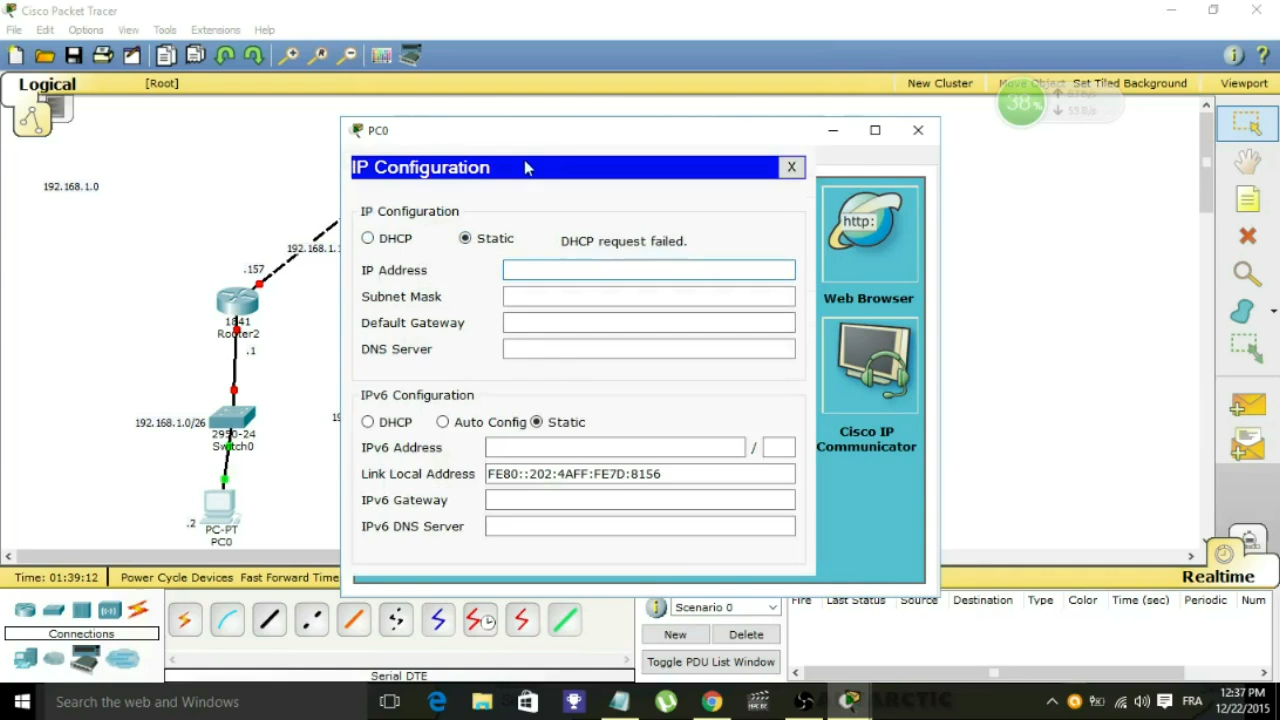 Cisco Packet Tracer
File Edit Options View Tools Extensions Help
Logical
[Root]
New Cluster
Move Object
Set Tiled Background
Viewport
38%
192.168.1.0
192.168.1.
.157
1841
Router2
.1
192.168.1.0/26
2950-24
Switch0
.2
PC-PT
PC0
PC0
IP Configuration
X
IP Configuration
DHCP
Static
DHCP request failed.
IP Address
Subnet Mask
Default Gateway
DNS Server
IPv6 Configuration
DHCP
Auto Config
Static
IPv6 Address
/
Link Local Address
FE80::202:4AFF:FE7D:8156
IPv6 Gateway
IPv6 DNS Server
http:
Web Browser
Cisco IP
Communicator
Time: 01:39:12
Power Cycle Devices Fast Forward Time
Realtime
Connections
Serial DTE
Scenario 0
New
Delete
Toggle PDU List Window
Fire Last Status Source Destination Type Color Time (sec) Periodic Num
Search the web and Windows
FRA
12:37 PM
12/22/2015